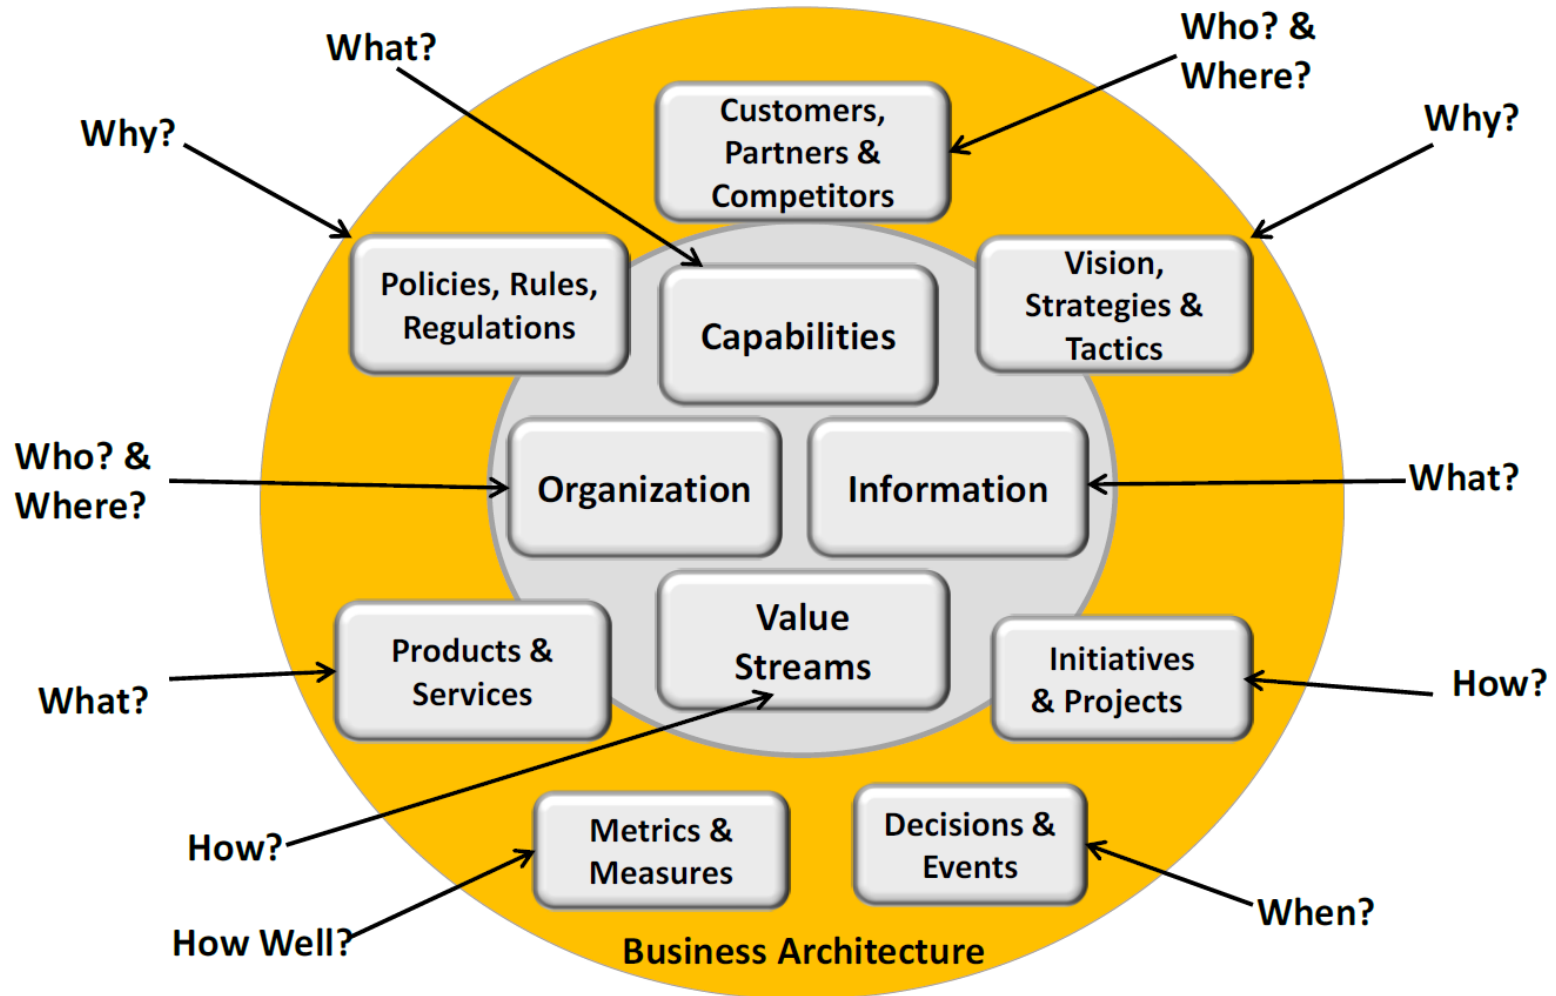 What?
Who? &
Where?
Why?
Why?
Customers,
Partners &
Competitors
Policies, Rules,
Regulations
Capabilities
Vision,
Strategies &
Tactics
Who? &
Where?
Organization
Information
What?
What?
Products &
Services
Value
Streams
Initiatives
& Projects
How?
How?
Metrics &
Measures
Decisions &
Events
When?
How Well?
Business Architecture